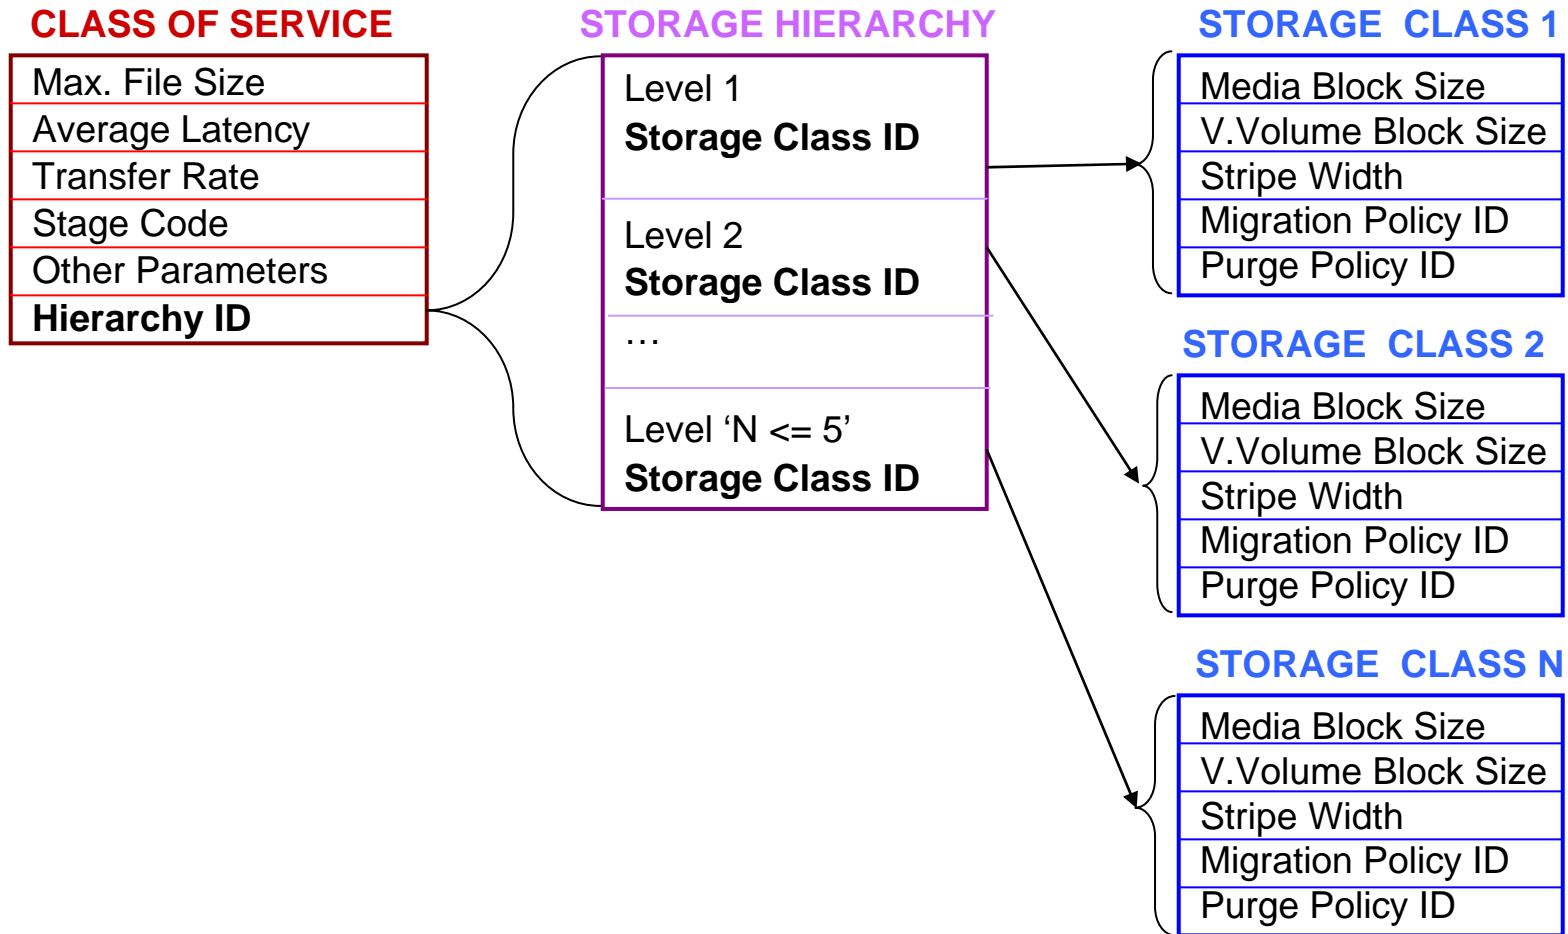 CLASS OF SERVICE
Max. File Size
Average Latency
Transfer Rate
Stage Code
Other Parameters
Hierarchy ID
STORAGE HIERARCHY
Level 1
Storage Class ID
Level 2
Storage Class ID
…
Level ‘N <= 5’
Storage Class ID
STORAGE CLASS 1
Media Block Size
V.Volume Block Size
Stripe Width
Migration Policy ID
Purge Policy ID
STORAGE CLASS 2
Media Block Size
V.Volume Block Size
Stripe Width
Migration Policy ID
Purge Policy ID
STORAGE CLASS N
Media Block Size
V.Volume Block Size
Stripe Width
Migration Policy ID
Purge Policy ID